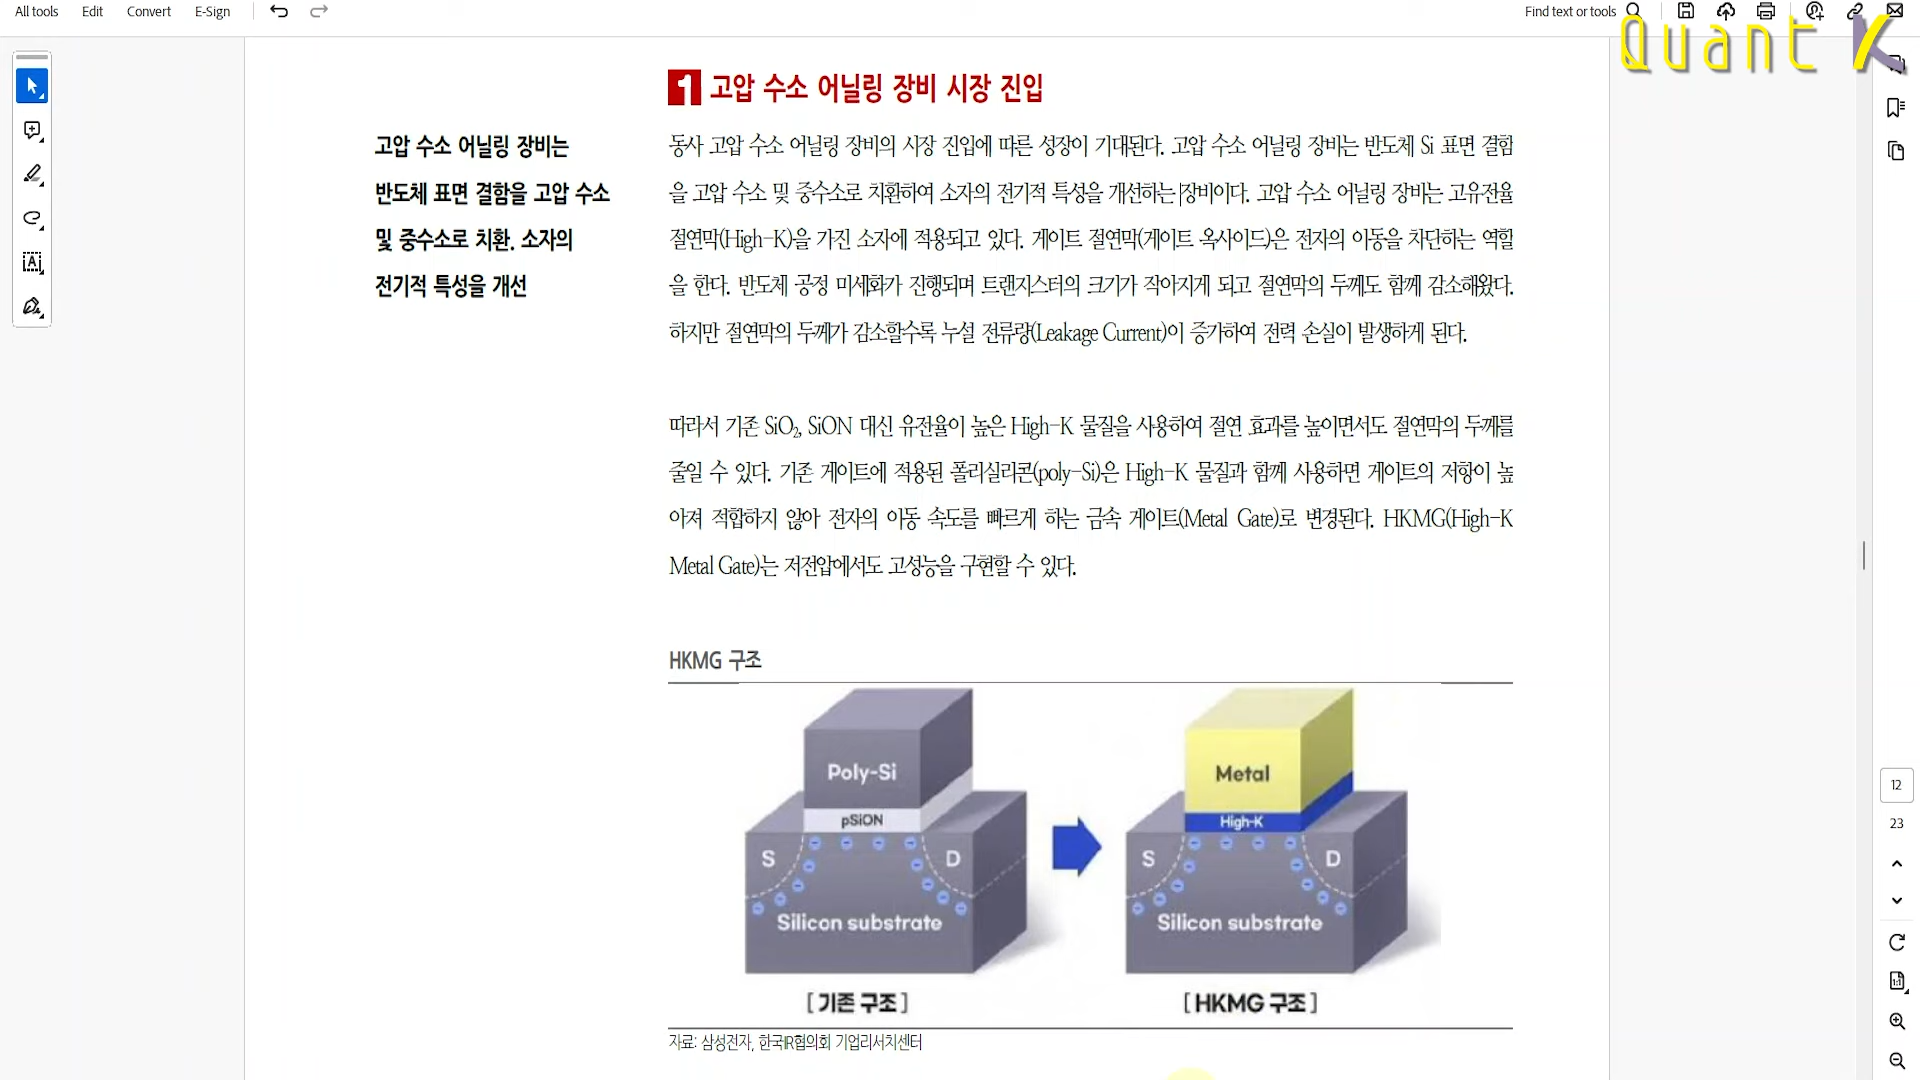 All tools Edit Convert E-Sign
Find text or tools
Quant K
1 고압 수소 어닐링 장비 시장 진입
고압 수소 어닐링 장비는
반도체 표면 결함을 고압 수소
및 중수소로 치환. 소자의
전기적 특성을 개선
동사 고압 수소 어닐링 장비의 시장 진입에 따른 성장이 기대된다. 고압 수소 어닐링 장비는 반도체 Si 표면 결함
을 고압 수소 및 중수소로 치환하여 소자의 전기적 특성을 개선하는 장비이다. 고압 수소 어닐링 장비는 고유전율
절연막(High-K)을 가진 소자에 적용되고 있다. 게이트 절연막(게이트 옥사이드)은 전자의 이동을 차단하는 역할
을 한다. 반도체 공정 미세화가 진행되며 트랜지스터의 크기가 작아지게 되고 절연막의 두께도 함께 감소해왔다.
하지만 절연막의 두께가 감소할수록 누설 전류량(Leakage Current)이 증가하여 전력 손실이 발생하게 된다.
따라서 기존 SiO₂, SiON 대신 유전율이 높은 High-K 물질을 사용하여 절연 효과를 높이면서도 절연막의 두께를
줄일 수 있다. 기존 게이트에 적용된 폴리실리콘(poly-Si)은 High-K 물질과 함께 사용하면 게이트의 저항이 높
아져 적합하지 않아 전자의 이동 속도를 빠르게 하는 금속 게이트(Metal Gate)로 변경된다. HKMG(High-K
Metal Gate)는 저전압에서도 고성능을 구현할 수 있다.
HKMG 구조
Poly-Si
pSiON
S
D
Silicon substrate
[ 기존 구조 ]
Metal
High-K
S
D
Silicon substrate
[ HKMG 구조 ]
자료: 삼성전자, 한국IR협의회 기업리서치센터
12
23